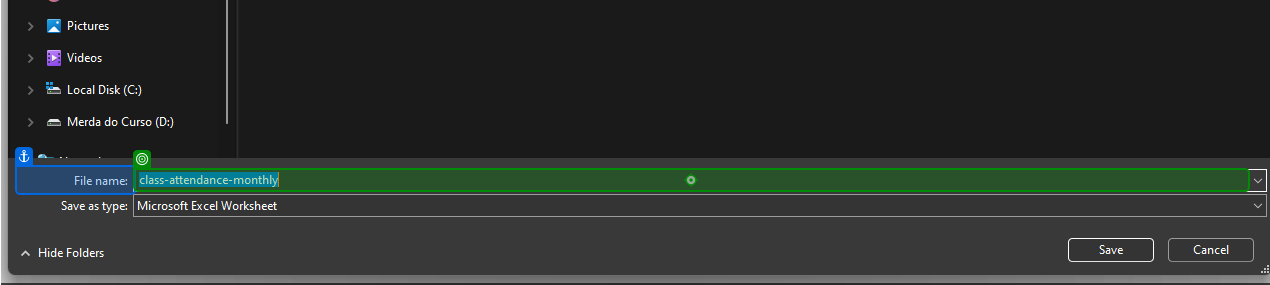 Pictures
Videos
Local Disk (C:)
Merda do Curso (D:)
File name: class-attendance-monthly
Save as type: Microsoft Excel Worksheet
Hide Folders Save Cancel